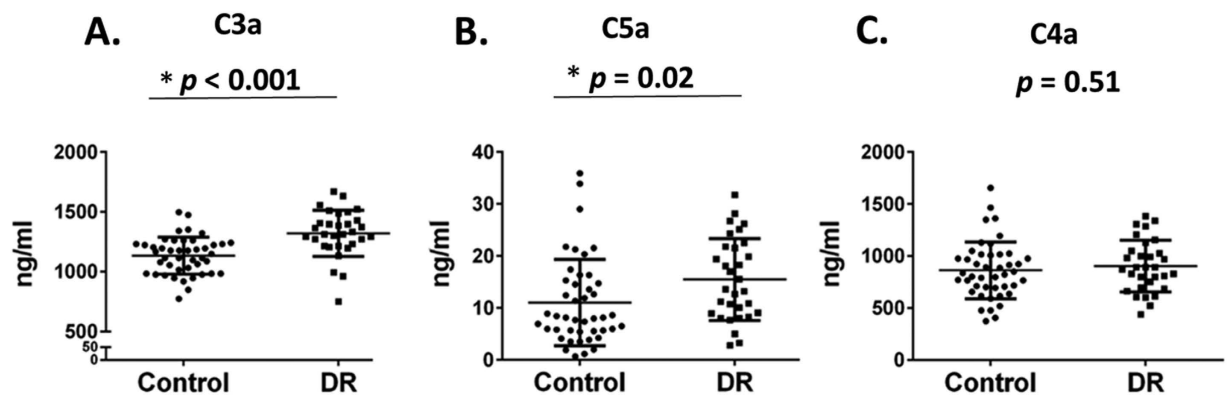 A.
C3a
* p < 0.001
ng/ml
2000
1500
1000
500
50
0
Control
DR
B.
C5a
* p = 0.02
ng/ml
40
30
20
10
0
Control
DR
C.
C4a
p = 0.51
ng/ml
2000
1500
1000
500
0
Control
DR